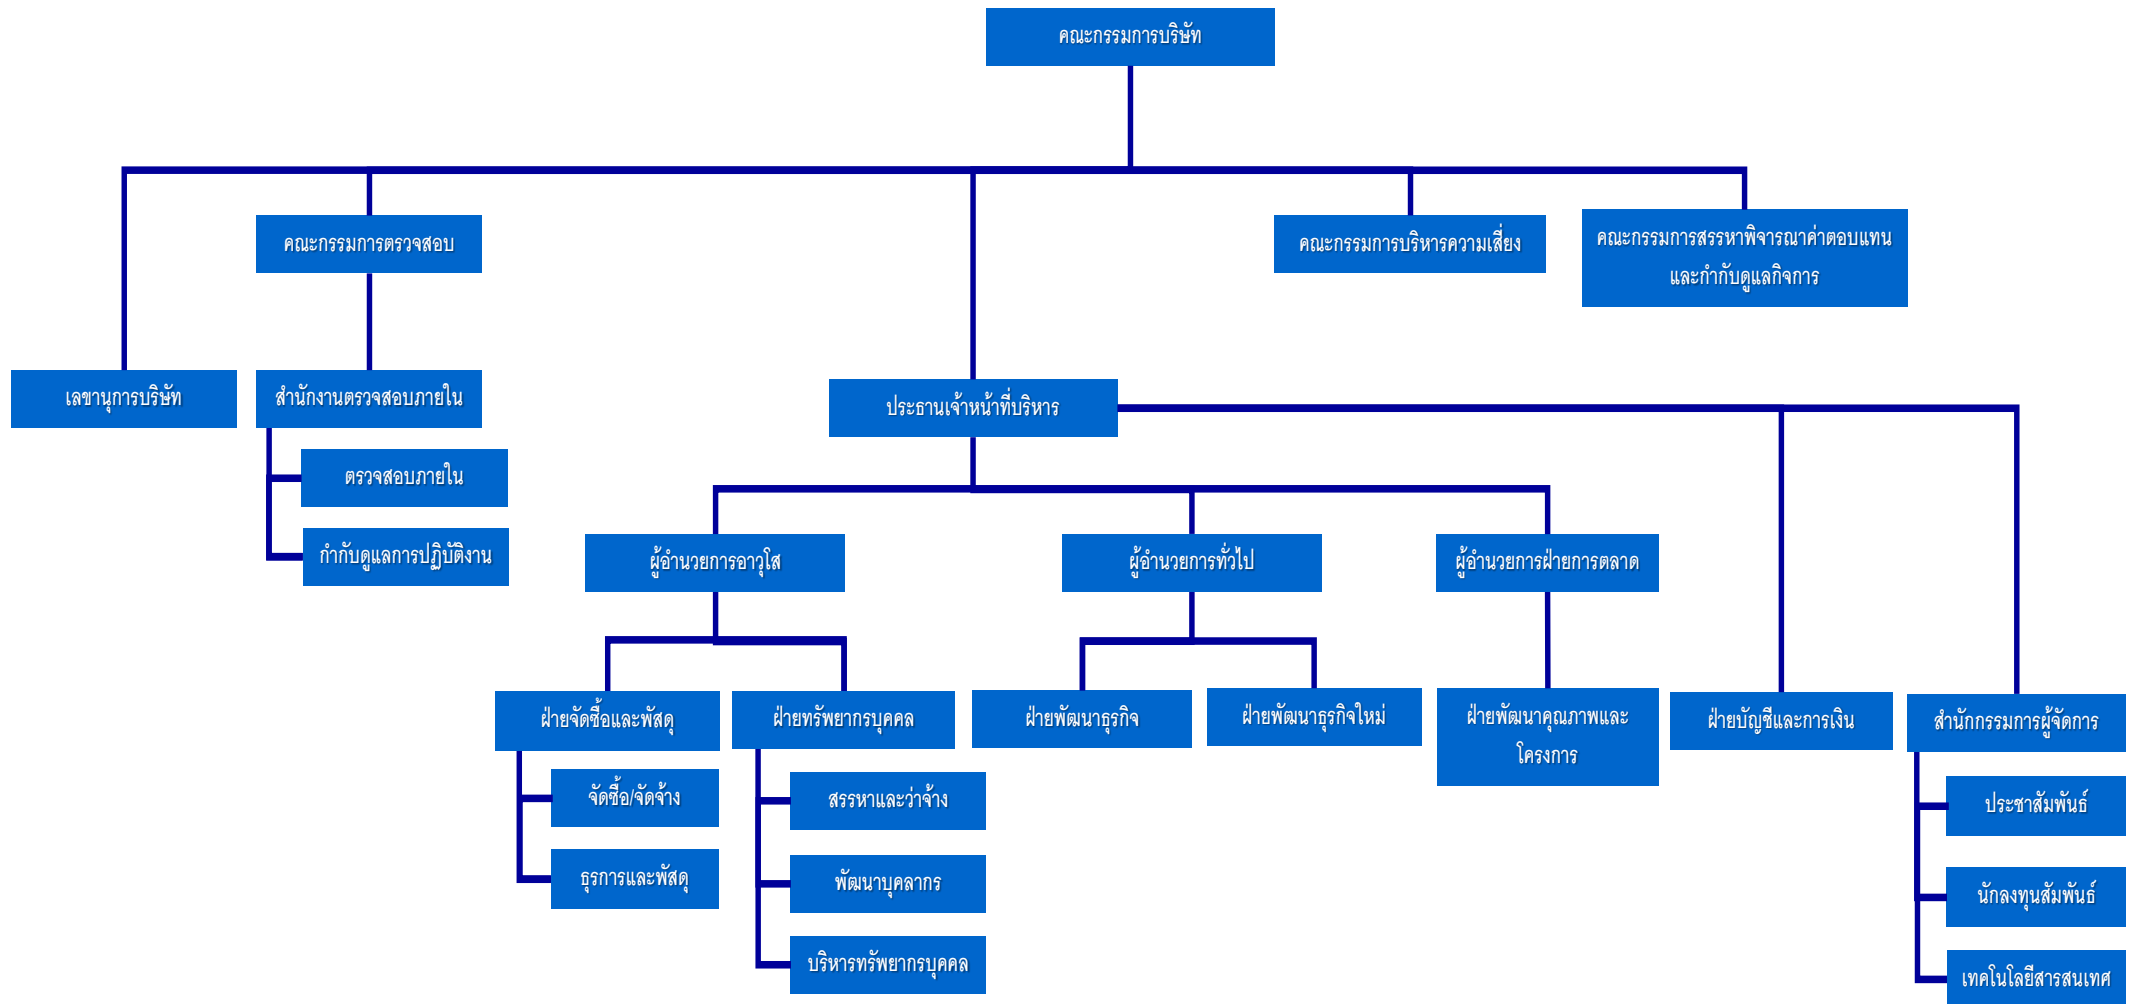 คณะกรรมการบริษัท
คณะกรรมการตรวจสอบ
คณะกรรมการบริหารความเสี่ยง
คณะกรรมการสรรหาพิจารณาค่าตอบแทน
และกำกับดูแลกิจการ
เลขานุการบริษัท
สำนักงานตรวจสอบภายใน
ประธานเจ้าหน้าที่บริหาร
ตรวจสอบภายใน
กำกับดูแลการปฏิบัติงาน
ผู้อำนวยการอาวุโส
ผู้อำนวยการทั่วไป
ผู้อำนวยการฝ่ายการตลาด
ฝ่ายจัดซื้อและพัสดุ
ฝ่ายทรัพยากรบุคคล
ฝ่ายพัฒนาธุรกิจ
ฝ่ายพัฒนาธุรกิจใหม่
ฝ่ายพัฒนาคุณภาพและ
โครงการ
ฝ่ายบัญชีและการเงิน
สำนักกรรมการผู้จัดการ
จัดซื้อ/จัดจ้าง
สรรหาและว่าจ้าง
ประชาสัมพันธ์
ธุรการและพัสดุ
พัฒนาบุคลากร
นักลงทุนสัมพันธ์
บริหารทรัพยากรบุคคล
เทคโนโลยีสารสนเทศ